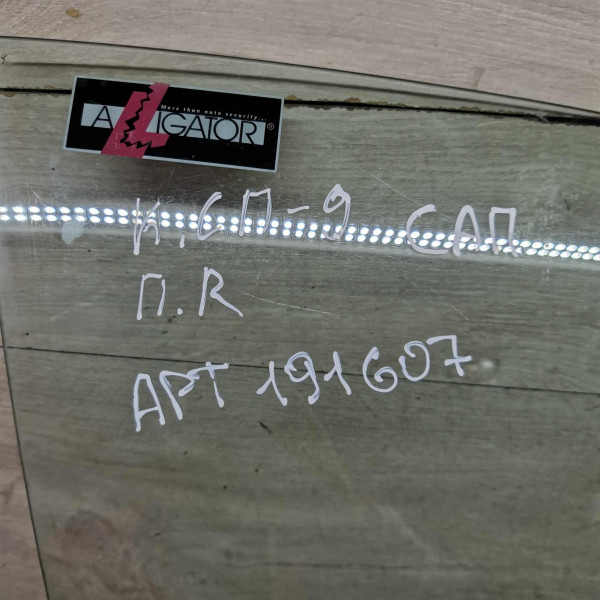 More than auto security...
ALLIGATOR®
К.СП-9 САП
П.R
АРТ 191607